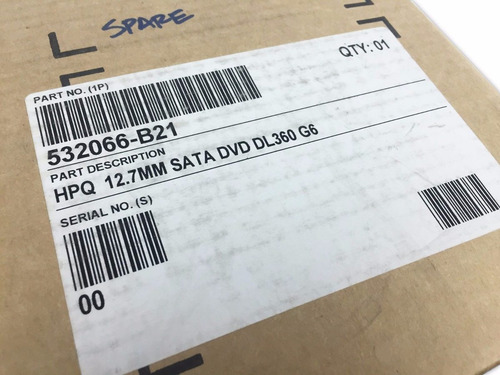 SPARE
QTY: 01
PART NO. (1P)
532066-B21
PART DESCRIPTION
HPQ 12.7MM SATA DVD DL360 G6
SERIAL NO. (S)
00